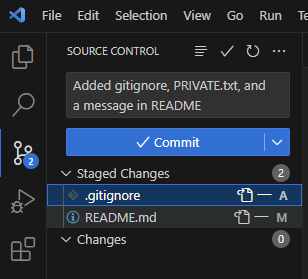 File Edit Selection View Go Run Ter
SOURCE CONTROL
Added gitignore, PRIVATE.txt, and
a message in README
Commit
2
Staged Changes 2
.gitignore A
README.md M
Changes 0